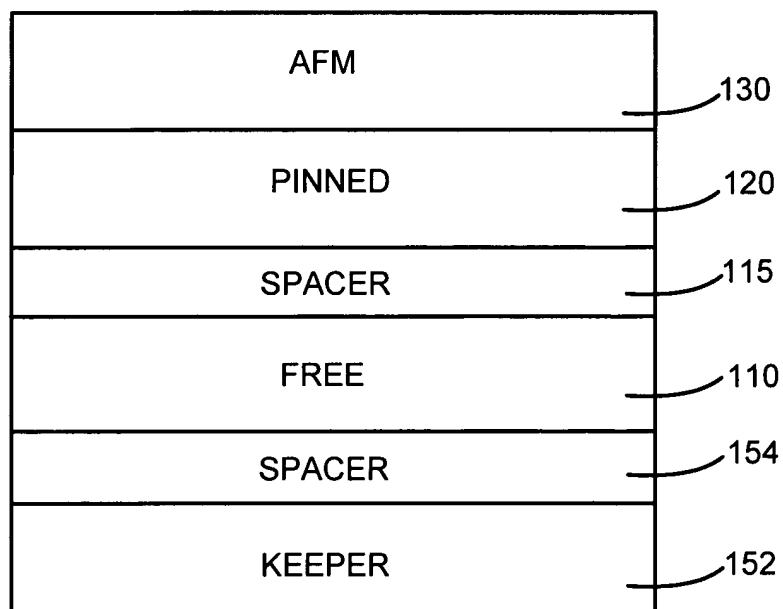 AFM
130
PINNED
120
SPACER
115
FREE
110
SPACER
154
KEEPER
152